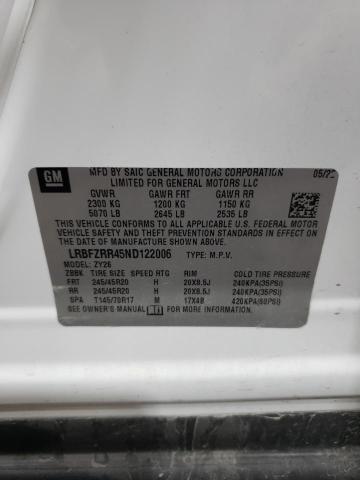 GM
MFD BY SAIC GENERAL MOTORS CORPORATION 05/22
LIMITED FOR GENERAL MOTORS LLC
GVWR GAWR FRT GAWR RR
2300 KG 1200 KG 1150 KG
5070 LB 2645 LB 2535 LB
THIS VEHICLE CONFORMS TO ALL APPLICABLE U.S. FEDERAL
MOTOR VEHICLE SAFETY, BUMPER, AND THEFT PREVENTION
STANDARDS IN EFFECT ON THE DATE OF MANUFACTURE SHOWN ABOVE.
LRBFZRR45ND122006 TYPE: M.P.V.
MODEL: ZY26
ZBBK TIRE SIZE SPEED RTG RIM COLD TIRE PRESSURE
FRT 245/45R20 H 20X8.5J 240KPA(35PSI)
RR 245/45R20 H 20X8.5J 240KPA(35PSI)
SPA T145/70R17 M 17X4B 420KPA(60PSI)
SEE OWNER'S MANUAL FOR MORE INFORMATION.